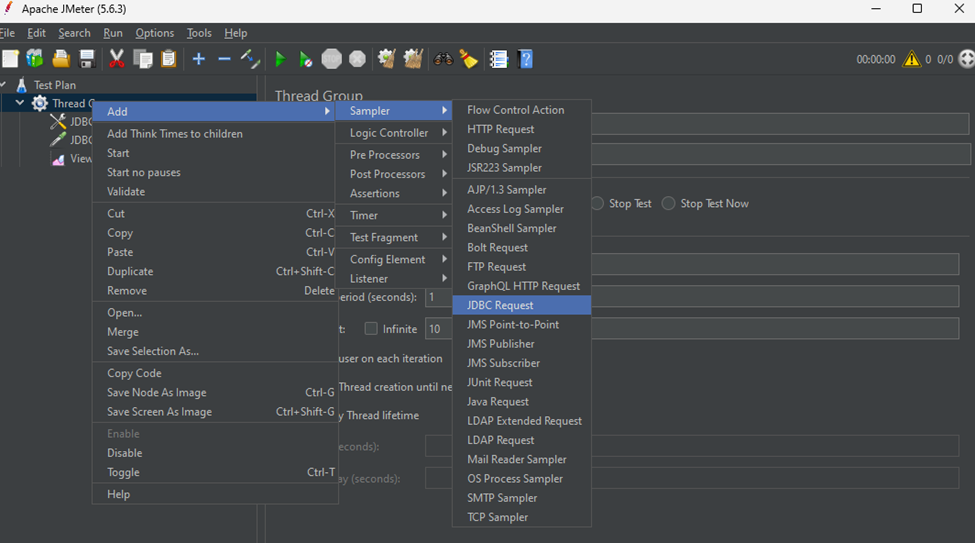 Apache JMeter (5.6.3)
File Edit Search Run Options Tools Help
00:00:00 0 0/0
Test Plan
Thread G
Thread Group
JDBC
JDBC
View
Add
Add Think Times to children
Start
Start no pauses
Validate
Cut Ctrl-X
Copy Ctrl-C
Paste Ctrl-V
Duplicate Ctrl+Shift-C
Remove Delete
Open...
Merge
Save Selection As...
Copy Code
Save Node As Image Ctrl-G
Save Screen As Image Ctrl+Shift-G
Enable
Disable
Toggle Ctrl-T
Help
Sampler
Logic Controller
Pre Processors
Post Processors
Assertions
Timer
Test Fragment
Config Element
Listener
Flow Control Action
HTTP Request
Debug Sampler
JSR223 Sampler
AJP/1.3 Sampler
Access Log Sampler
BeanShell Sampler
Bolt Request
FTP Request
GraphQL HTTP Request
JDBC Request
JMS Point-to-Point
JMS Publisher
JMS Subscriber
JUnit Request
Java Request
LDAP Extended Request
LDAP Request
Mail Reader Sampler
OS Process Sampler
SMTP Sampler
TCP Sampler
Stop Test Stop Test Now
period (seconds): 1
t: Infinite 10
user on each iteration
Thread creation until ne
y Thread lifetime
econds):
ay (seconds):